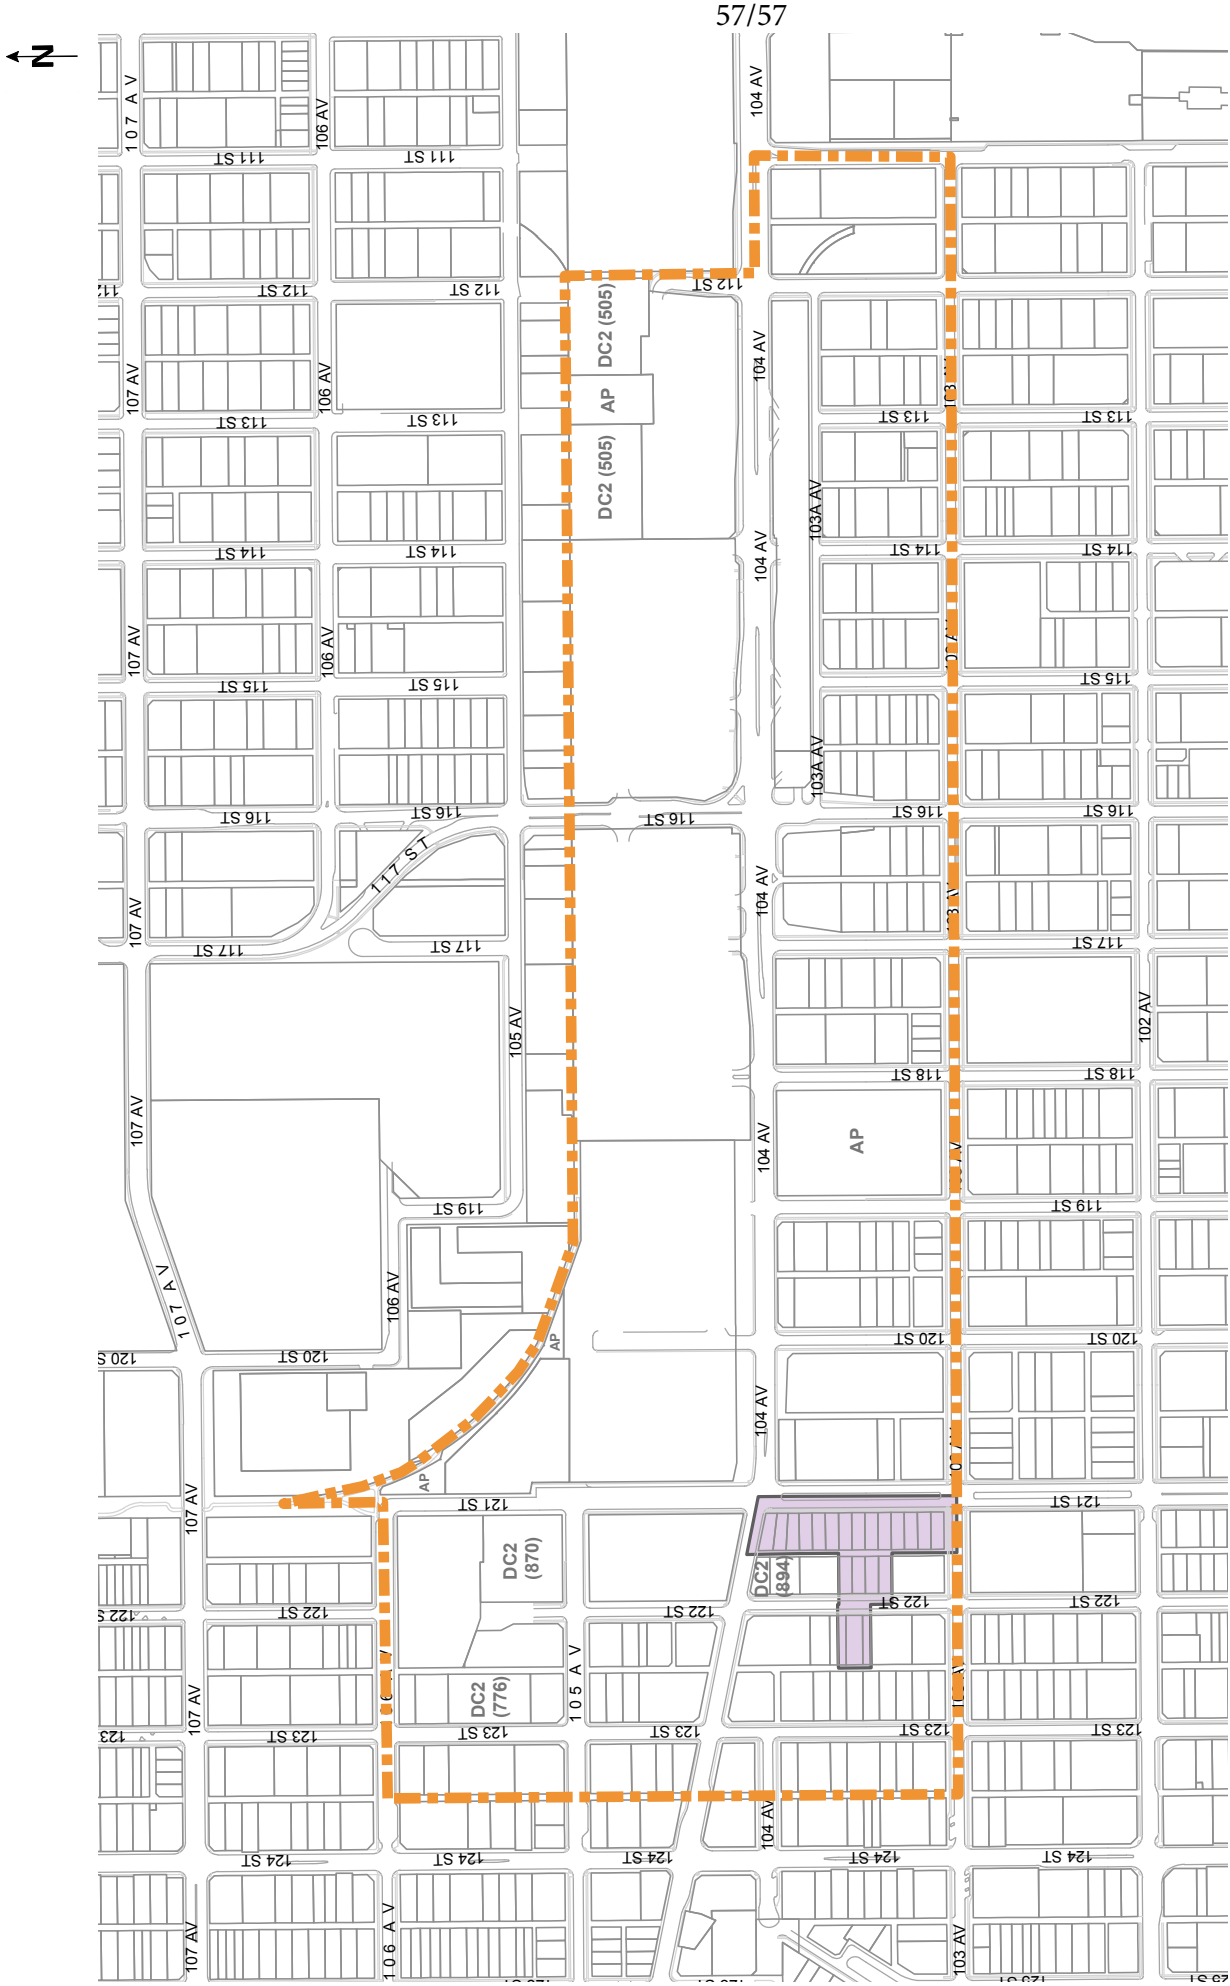 57/57
N
107 AV
106 AV
104 AV
111 ST
111 ST
112 ST
112 ST
112 ST
DC2 (505)
107 AV
106 AV
104 AV
AP
113 ST
113 ST
113 ST
113 ST
DC2 (505)
103A AV
104 AV
114 ST
114 ST
114 ST
114 ST
107 AV
106 AV
115 ST
115 ST
115 ST
103A AV
116 ST
116 ST
116 ST
116 ST
116 ST
117 ST
104 AV
107 AV
117 ST
117 ST
117 ST
105 AV
102 AV
118 ST
118 ST
107 AV
104 AV
AP
119 ST
119 ST
107 AV
106 AV
120 ST
120 ST
120 ST
120 ST
AP
104 AV
AP
107 AV
121 ST
121 ST
DC2
(870)
DC2
(894)
122 ST
122 ST
122 ST
122 ST
122 ST
105 AV
107 AV
DC2
(776)
123
123 ST
123 ST
123 ST
123 ST
123 ST
104 AV
124 ST
124 ST
124 ST
124 ST
124 ST
107 AV
106 AV
103 AV